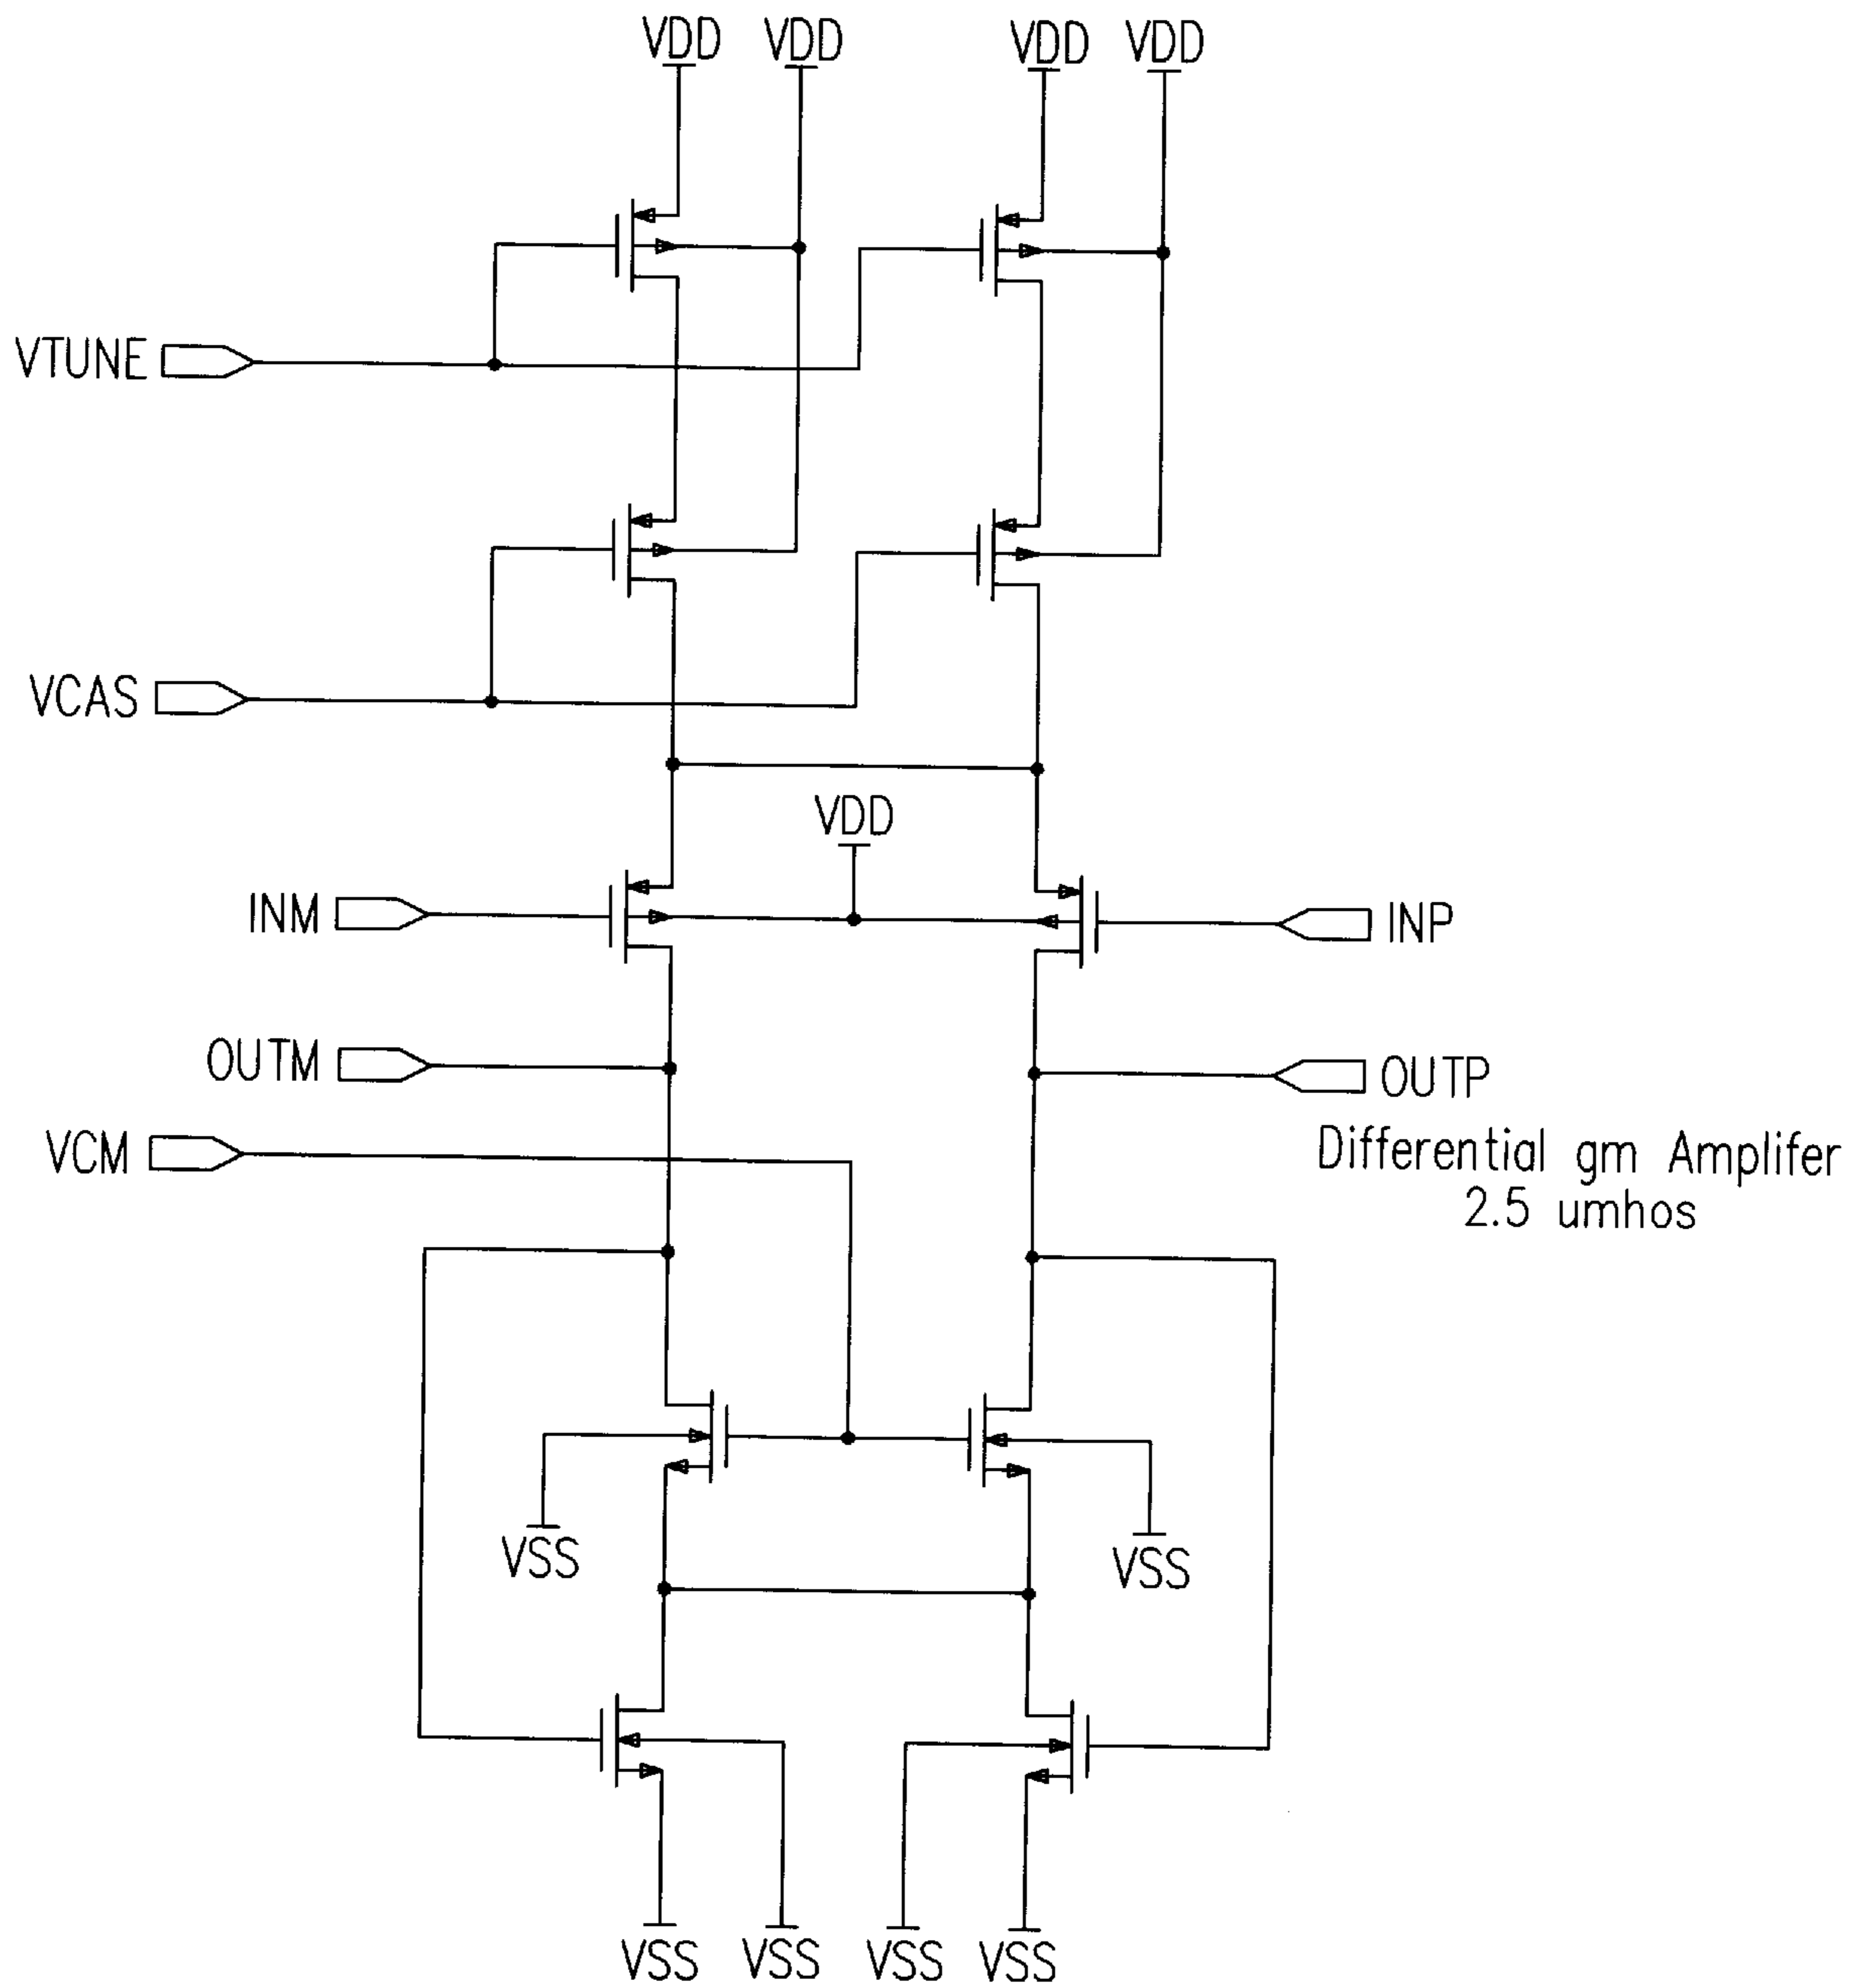 VDD VDD VDD VDD
VTUNE
VCAS
VDD
INM INP
OUTM OUTP
VCM
Differential gm Amplifer
2.5 umhos
VSS VSS
VSS VSS VSS VSS